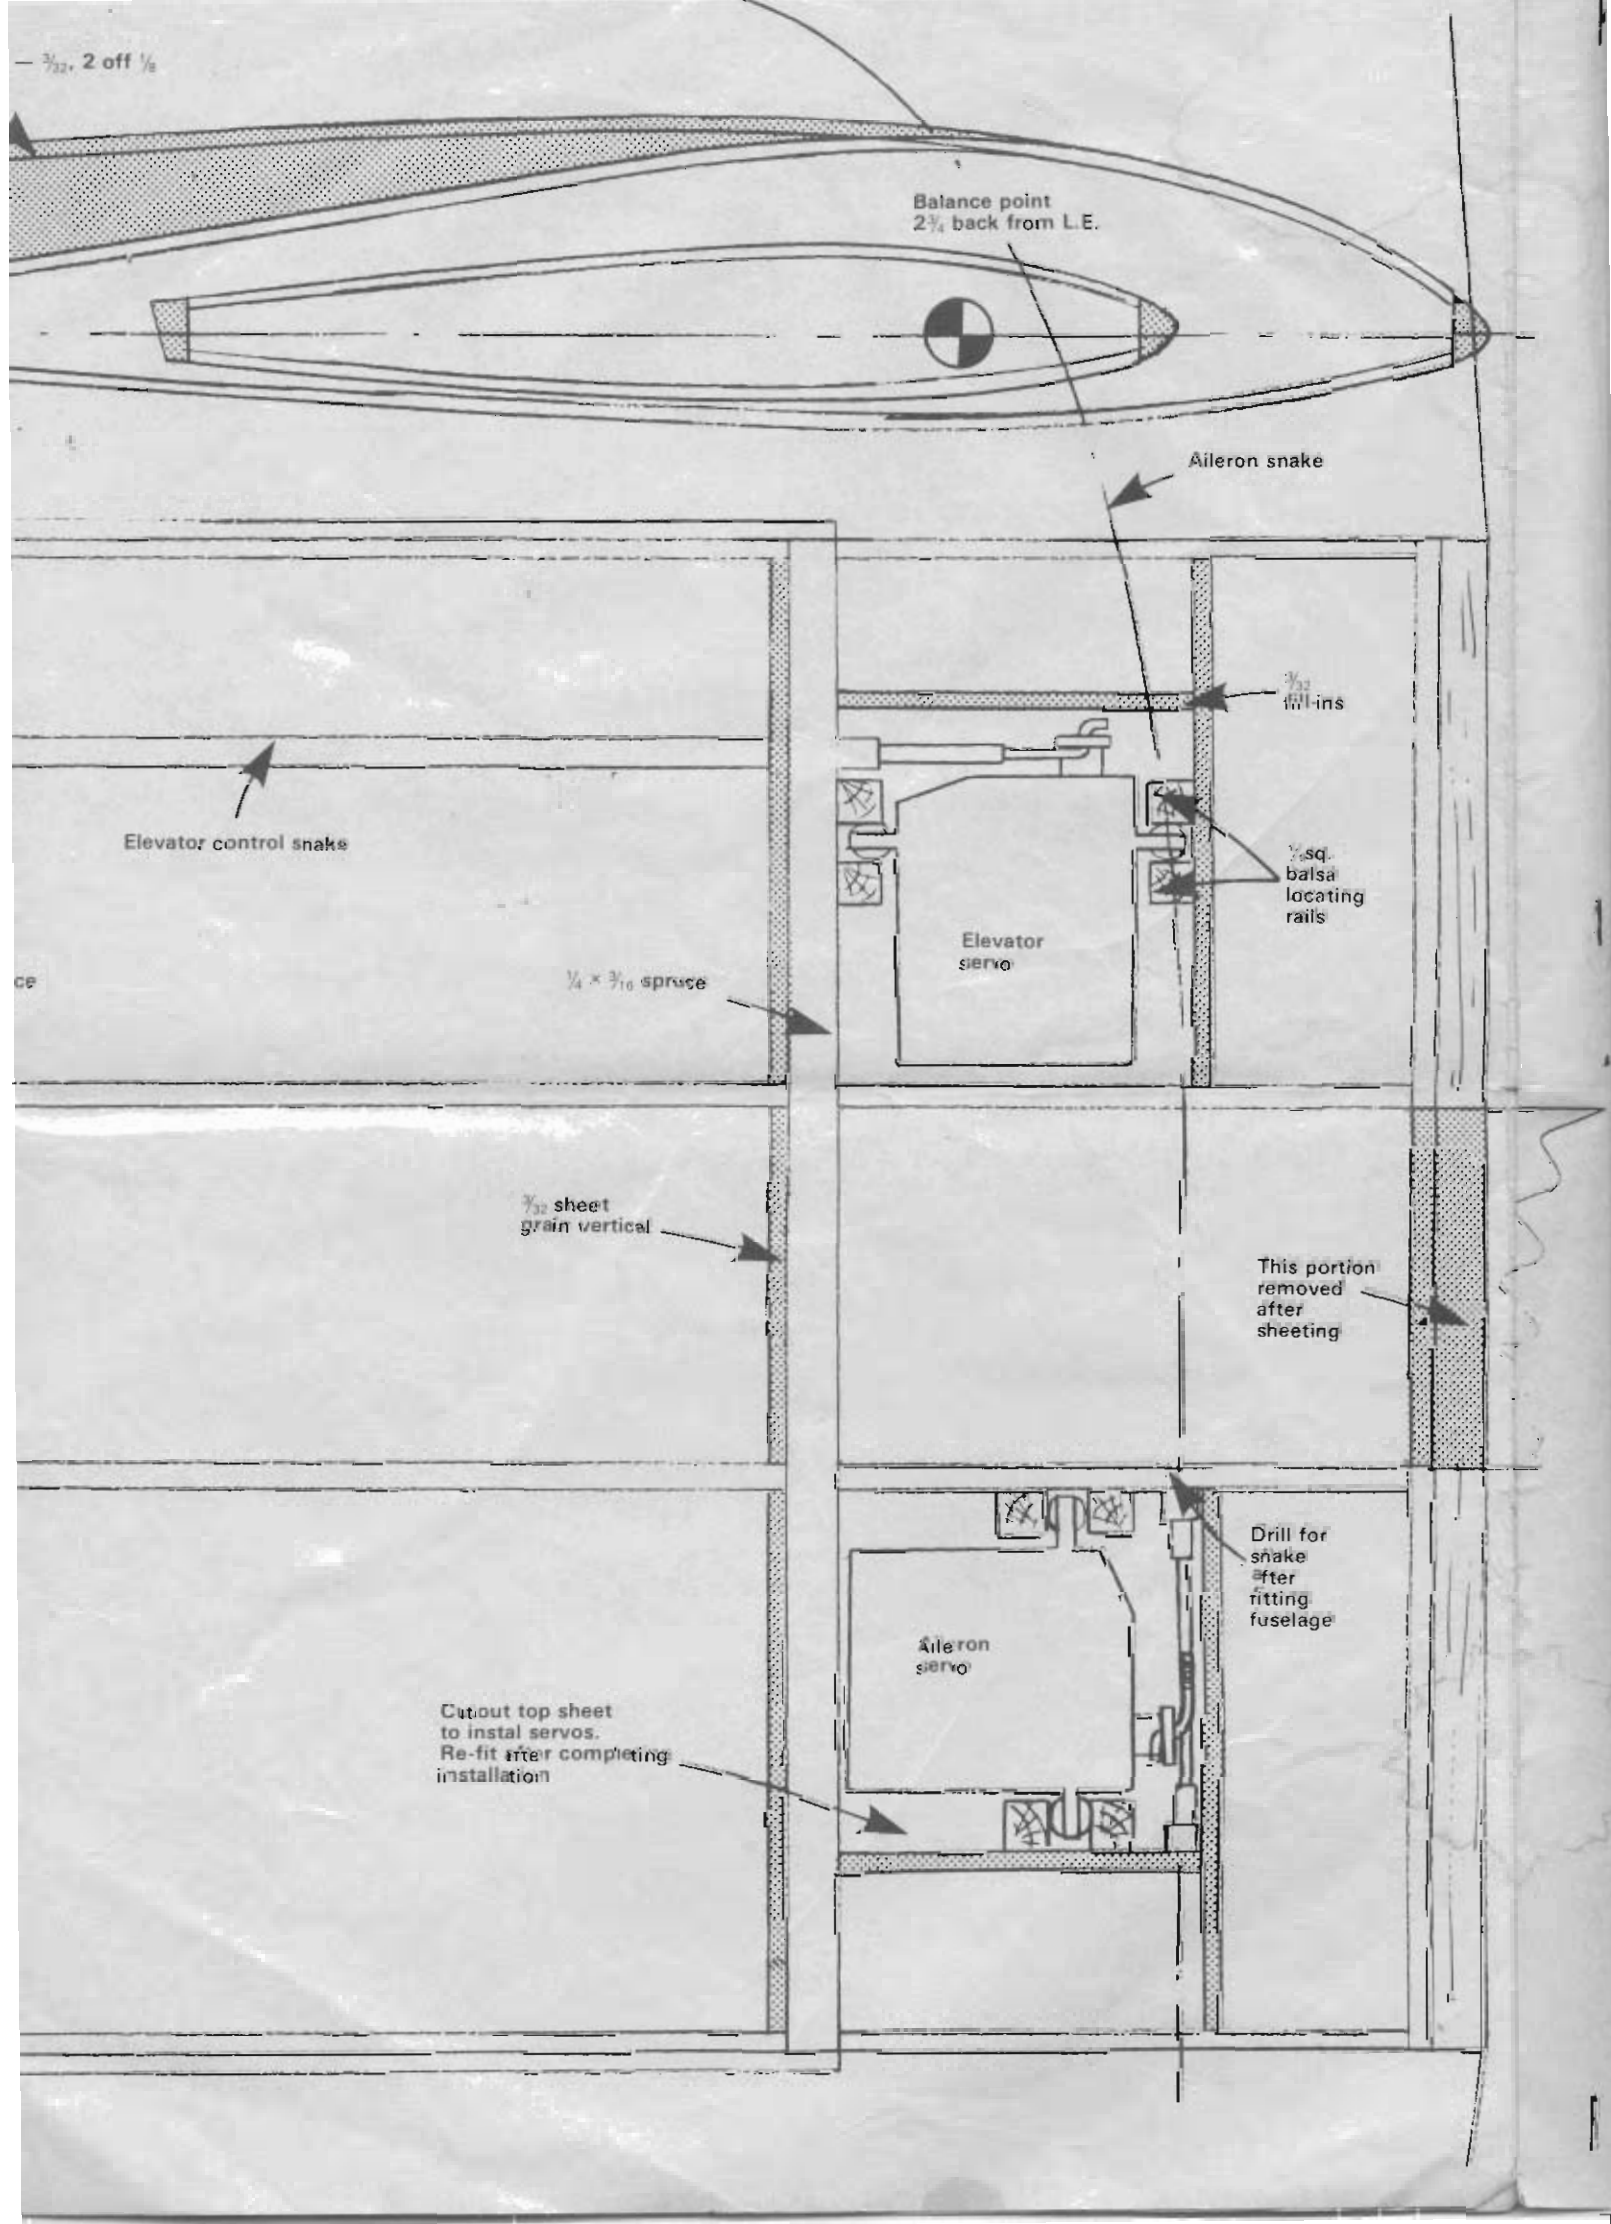 — 3/32, 2 off 1/8
Balance point
2¾ back from L.E.
Aileron snake
3/32
fill-ins
Elevator control snake
sq.
balsa
locating
rails
Elevator
servo
ce
¼ × 3/16 spruce
3/32 sheet
grain vertical
This portion
removed
after
sheeting
Drill for
snake
after
fitting
fuselage
Aileron
servo
Cutout top sheet
to instal servos.
Re-fit after completing
installation